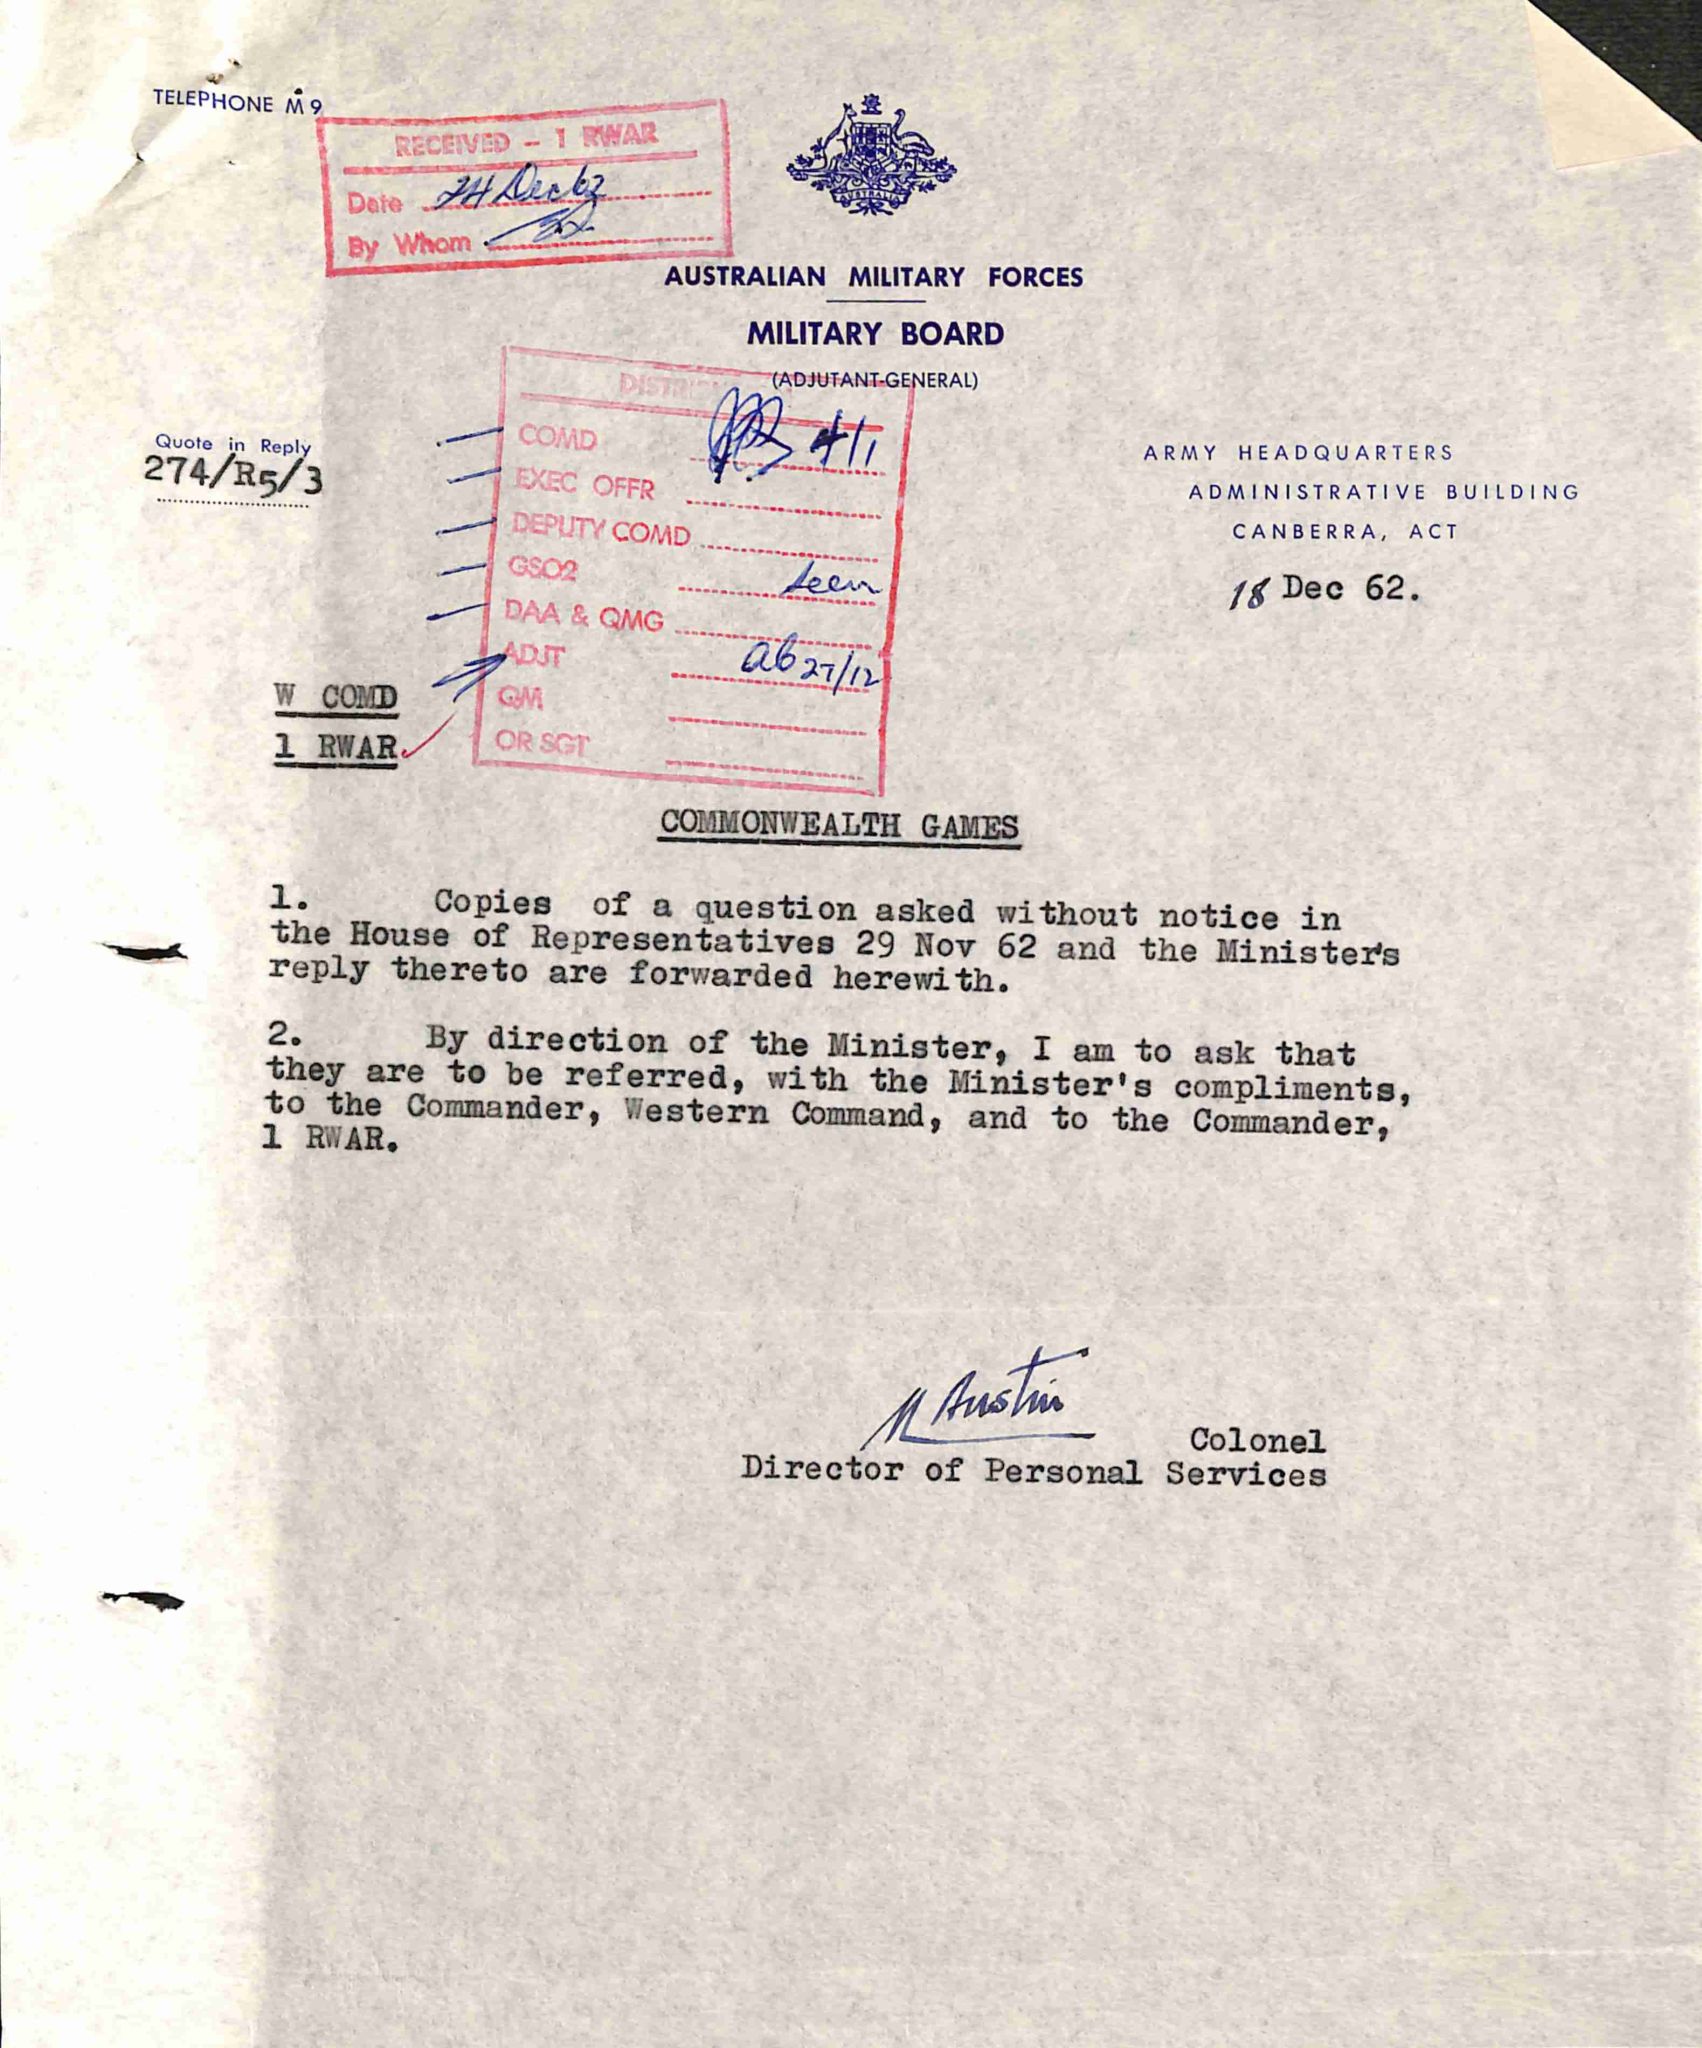 TELEPHONE M 9
RECEIVED - 1 RWAR
Date 24 Dec 62
By Whom
AUSTRALIA
AUSTRALIAN MILITARY FORCES
MILITARY BOARD
(ADJUTANT-GENERAL)
Quote in Reply
274/R5/3
ARMY HEADQUARTERS
ADMINISTRATIVE BUILDING
CANBERRA, ACT
18 Dec 62.
COMD 4/1
EXEC OFFR
DEPUTY COMD
GSO2 seen
DAA & QMG
ADJT ab 27/12
QM
OR SGT
W COMD
1 RWAR
COMMONWEALTH GAMES
1. Copies of a question asked without notice in
the House of Representatives 29 Nov 62 and the Minister's
reply thereto are forwarded herewith.
2. By direction of the Minister, I am to ask that
they are to be referred, with the Minister's compliments,
to the Commander, Western Command, and to the Commander,
1 RWAR.
Austin
Colonel
Director of Personal Services